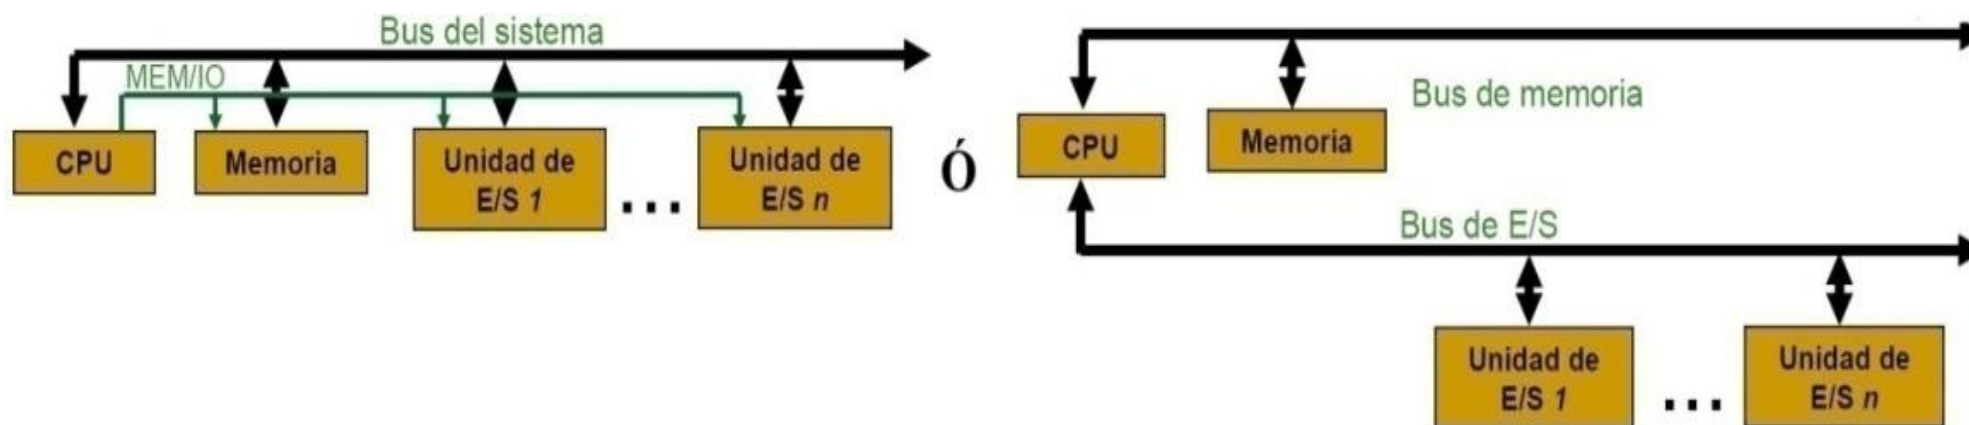 Bus del sistema
MEM/IO
CPU
Memoria
Unidad de
E/S 1
...
Unidad de
E/S n
Ó
CPU
Memoria
Bus de memoria
Bus de E/S
Unidad de
E/S 1
...
Unidad de
E/S n